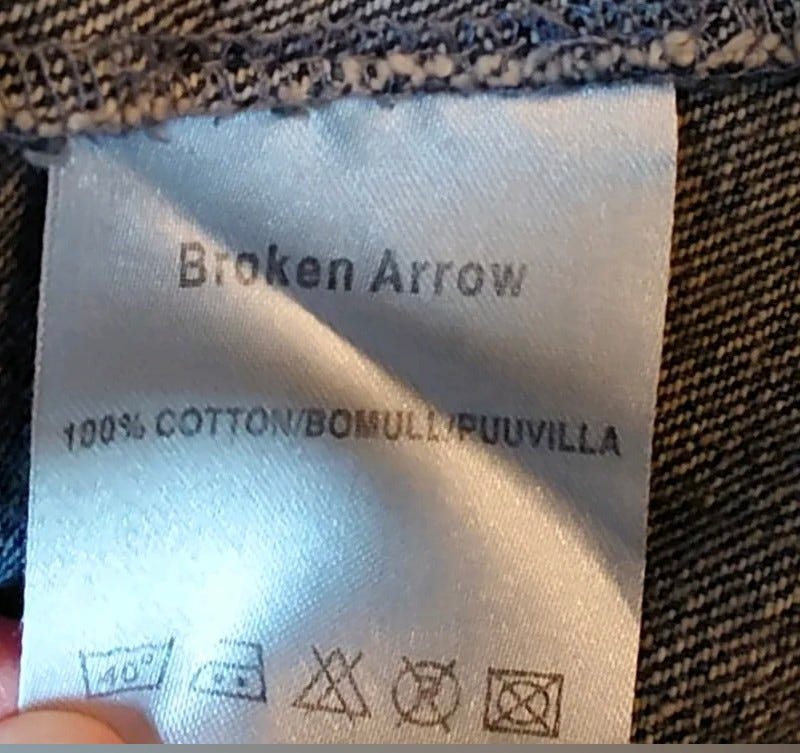 Broken Arrow
100% COTTON/BOMULL/PUUVILLA
40°
P